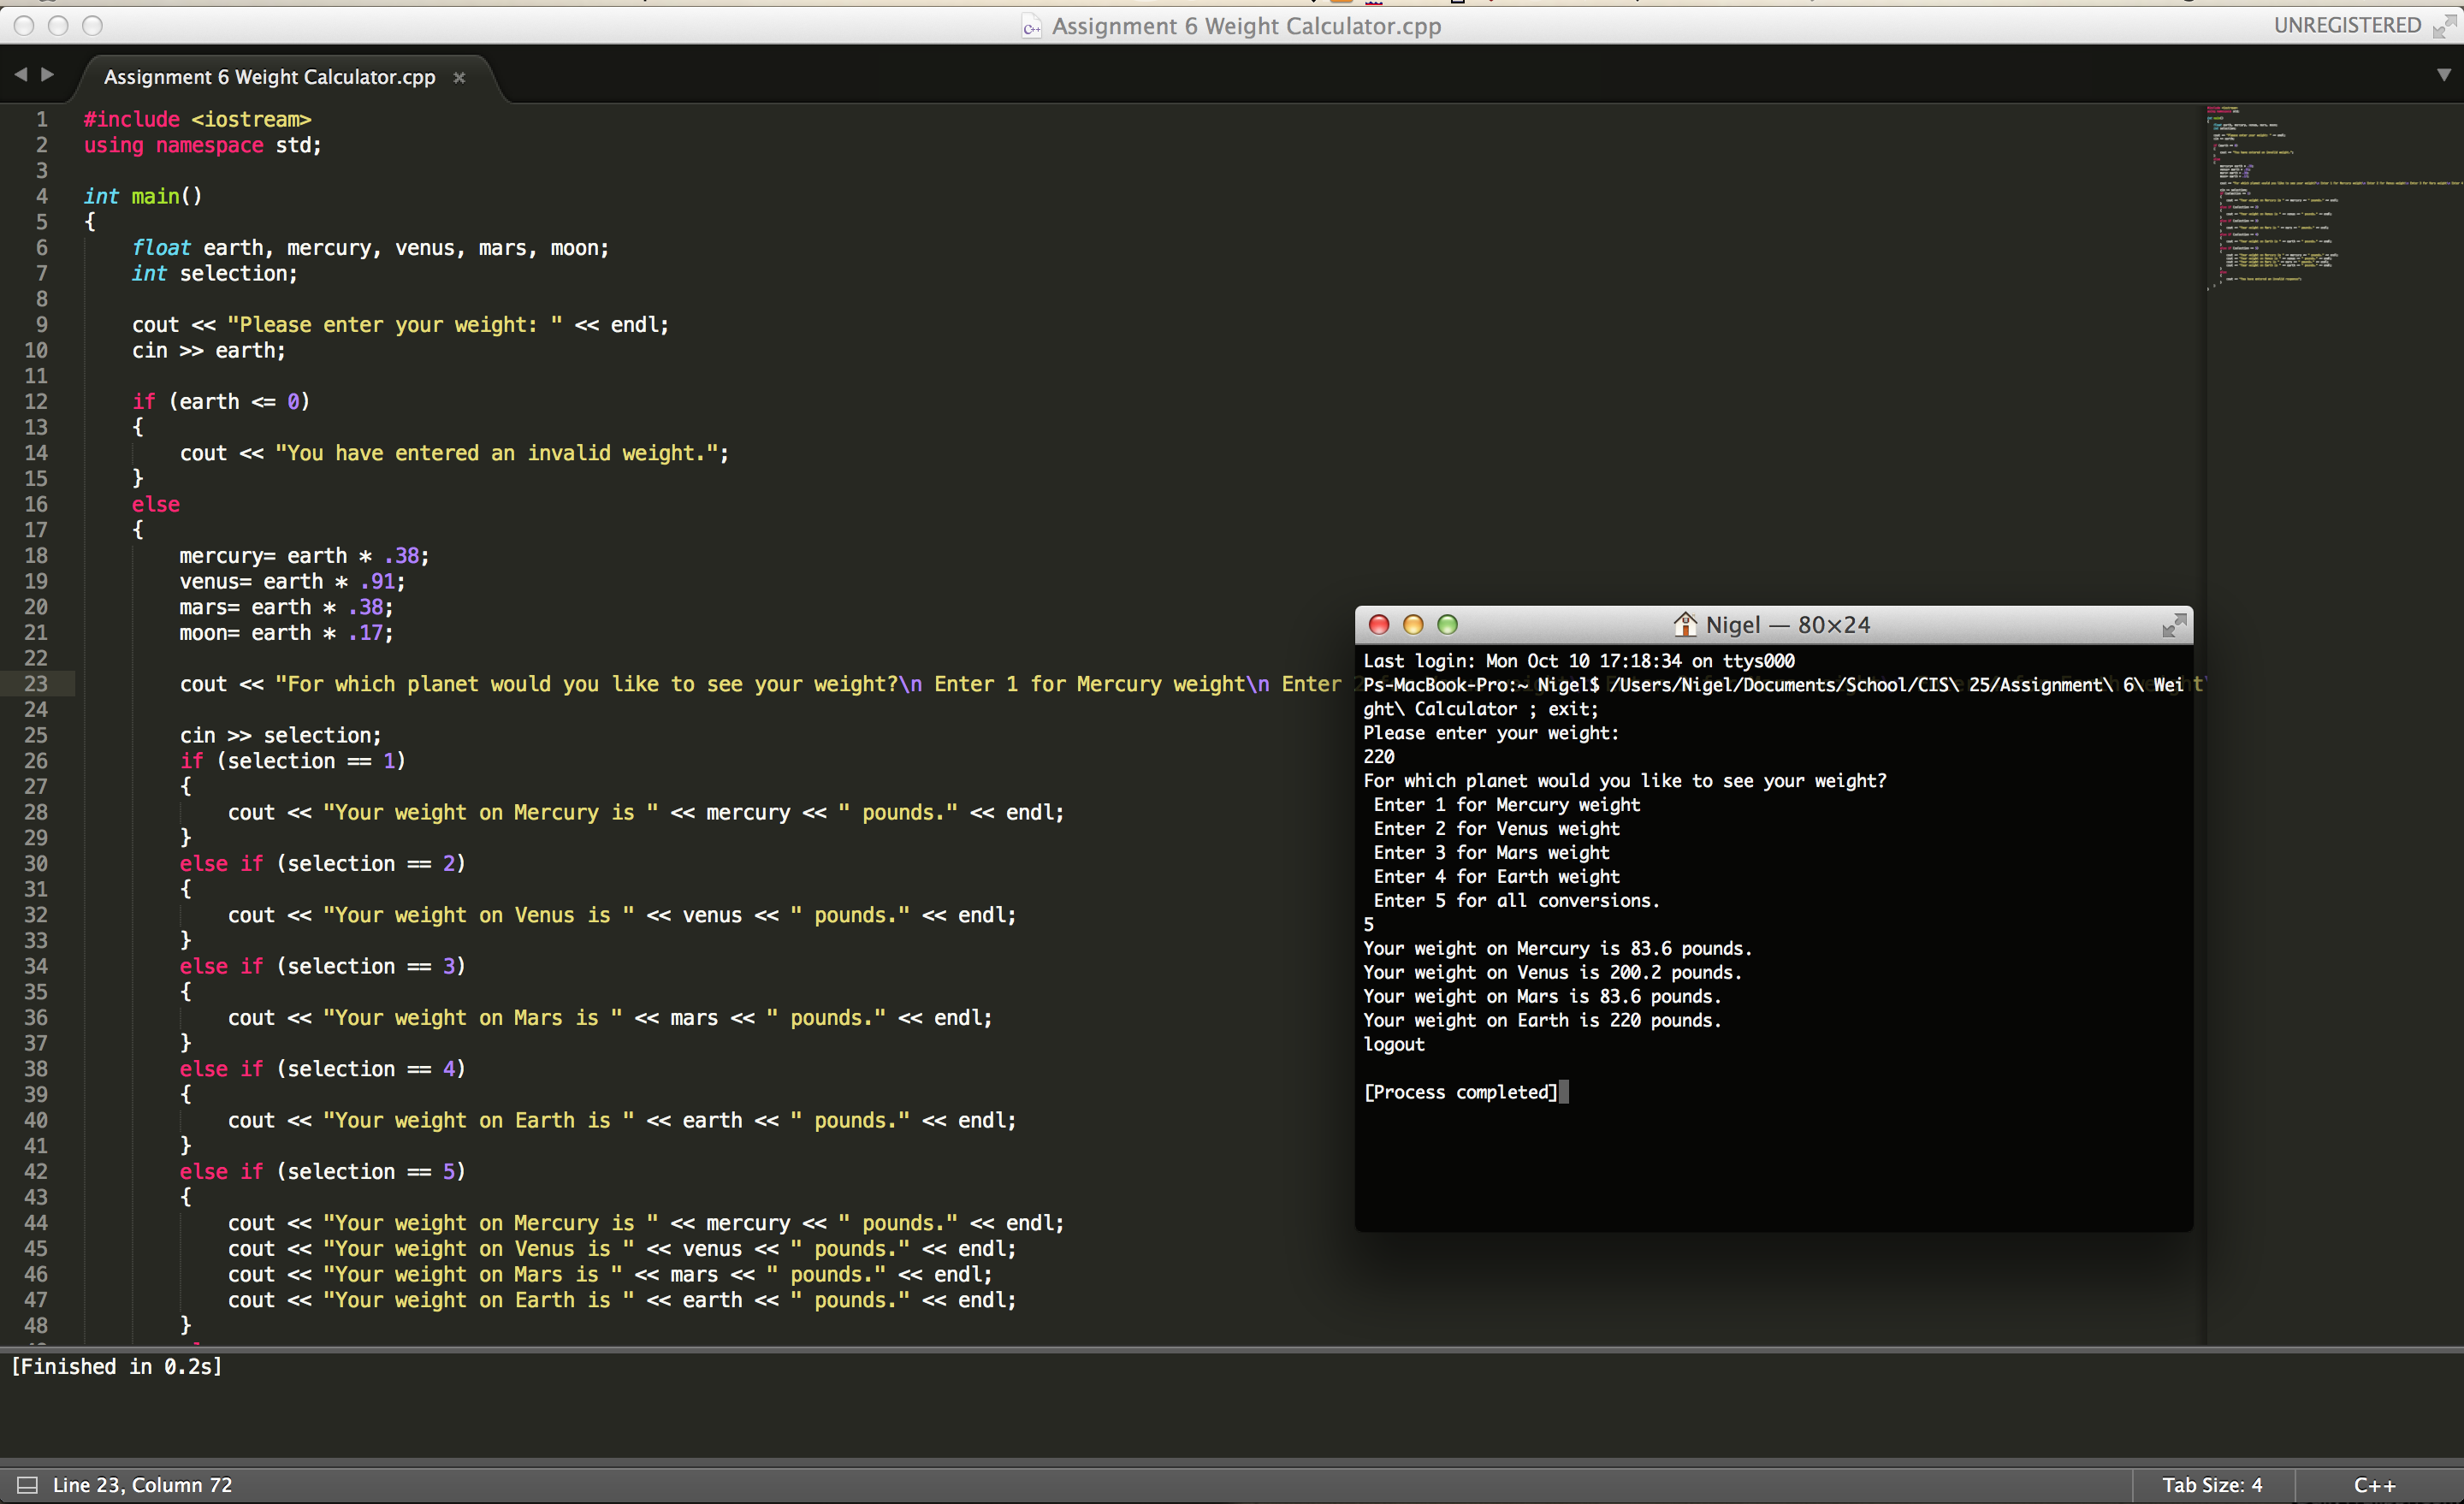 Assignment 6 Weight Calculator.cpp
UNREGISTERED
Assignment 6 Weight Calculator.cpp ×
1 #include <iostream>
2 using namespace std;
3
4 int main()
5 {
6 float earth, mercury, venus, mars, moon;
7 int selection;
8
9 cout << "Please enter your weight: " << endl;
10 cin >> earth;
11
12 if (earth <= 0)
13 {
14 cout << "You have entered an invalid weight.";
15 }
16 else
17 {
18 mercury= earth * .38;
19 venus= earth * .91;
20 mars= earth * .38;
21 moon= earth * .17;
22
23 cout << "For which planet would you like to see your weight?\n Enter 1 for Mercury weight\n Enter
24
25 cin >> selection;
26 if (selection == 1)
27 {
28 cout << "Your weight on Mercury is " << mercury << " pounds." << endl;
29 }
30 else if (selection == 2)
31 {
32 cout << "Your weight on Venus is " << venus << " pounds." << endl;
33 }
34 else if (selection == 3)
35 {
36 cout << "Your weight on Mars is " << mars << " pounds." << endl;
37 }
38 else if (selection == 4)
39 {
40 cout << "Your weight on Earth is " << earth << " pounds." << endl;
41 }
42 else if (selection == 5)
43 {
44 cout << "Your weight on Mercury is " << mercury << " pounds." << endl;
45 cout << "Your weight on Venus is " << venus << " pounds." << endl;
46 cout << "Your weight on Mars is " << mars << " pounds." << endl;
47 cout << "Your weight on Earth is " << earth << " pounds." << endl;
48 }
Nigel — 80×24
Last login: Mon Oct 10 17:18:34 on ttys000
Ps-MacBook-Pro:~ Nigel$ /Users/Nigel/Documents/School/CIS\ 25/Assignment\ 6\ Wei
ght\ Calculator ; exit;
Please enter your weight:
220
For which planet would you like to see your weight?
Enter 1 for Mercury weight
Enter 2 for Venus weight
Enter 3 for Mars weight
Enter 4 for Earth weight
Enter 5 for all conversions.
5
Your weight on Mercury is 83.6 pounds.
Your weight on Venus is 200.2 pounds.
Your weight on Mars is 83.6 pounds.
Your weight on Earth is 220 pounds.
logout
[Process completed]
[Finished in 0.2s]
Line 23, Column 72
Tab Size: 4
C++